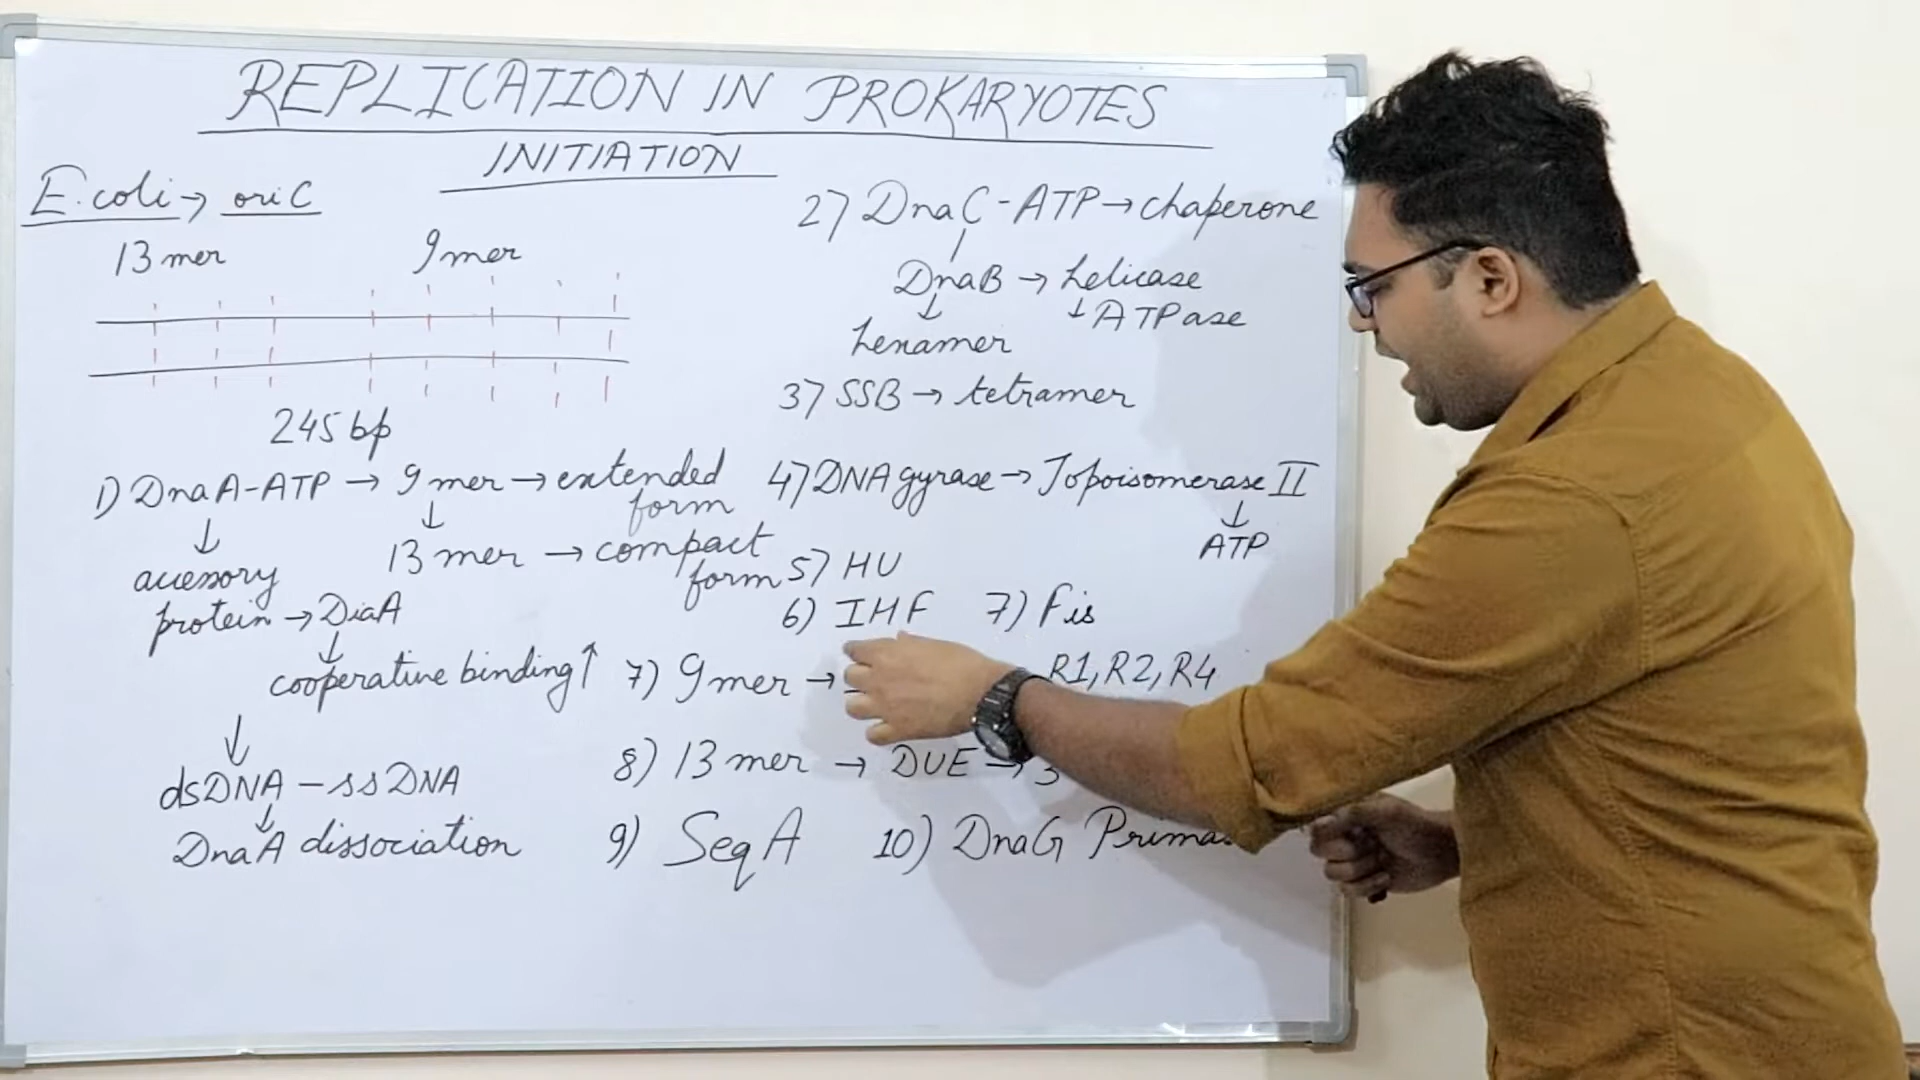 REPLICATION IN PROKARYOTES
INITIATION
E.coli → oriC
13 mer 9 mer
245 bp
1) DnaA-ATP → 9 mer → extended form
↓
13 mer → compact form
↓
accessory protein → DiaA
↓
cooperative binding ↑
↓
dsDNA - ssDNA
↓
DnaA dissociation
2) DnaC-ATP → chaperone
DnaB → helicase
↓ ↓ ATPase
hexamer
3) SSB → tetramer
4) DNA gyrase → Topoisomerase II
↓
ATP
5) HU
6) IHF 7) Fis
7) 9 mer → R1, R2, R4
8) 13 mer → DUE → 3
9) SeqA 10) DnaG